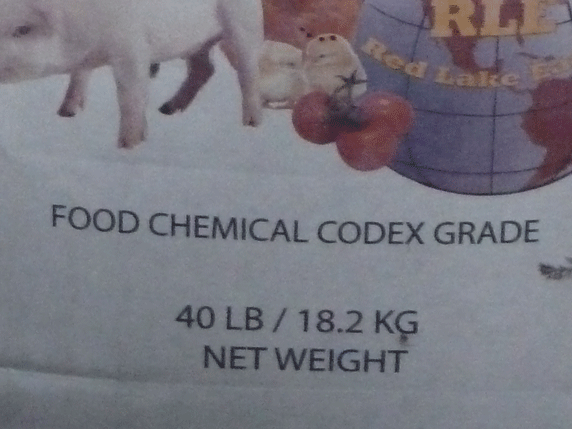 RLE
Red Lake
FOOD CHEMICAL CODEX GRADE
40 LB / 18.2 KG
NET WEIGHT